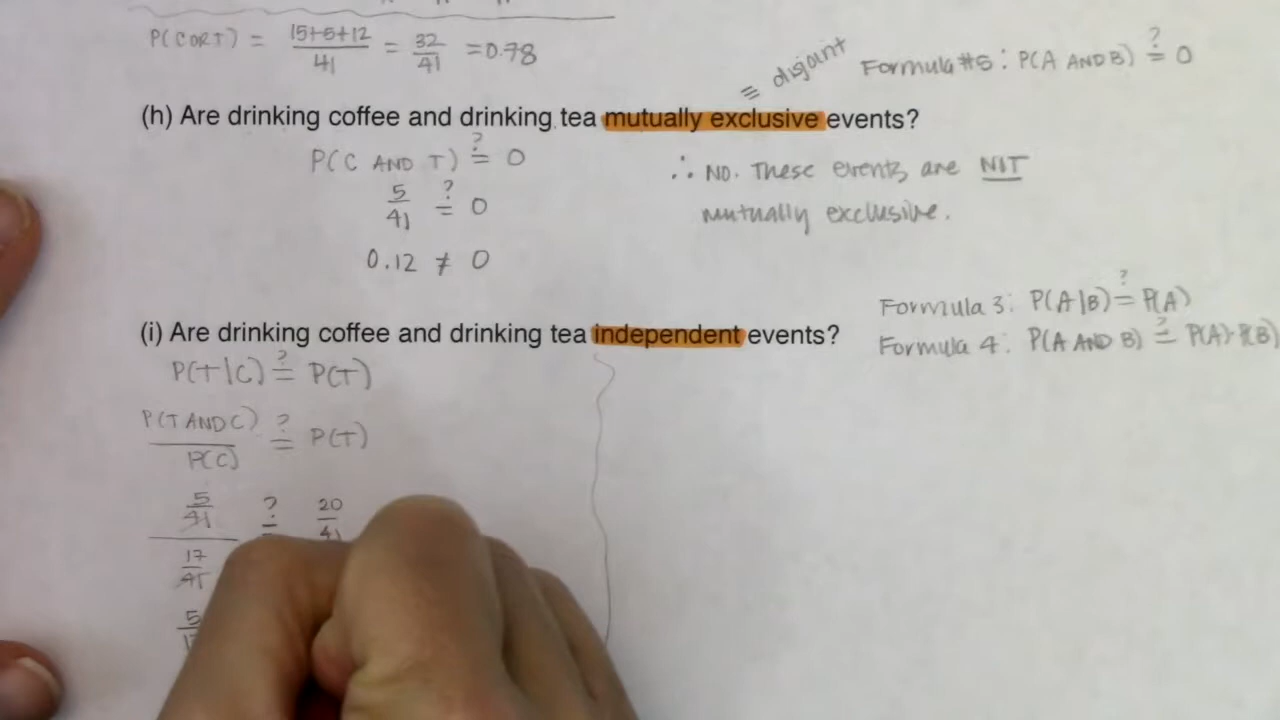 P(C OR T) = 15+5+12/41 = 32/41 = 0.78
≡ disjoint
Formula #5: P(A AND B) ?= 0
(h) Are drinking coffee and drinking tea mutually exclusive events?
P(C AND T) ?= 0
5/41 ?= 0
0.12 ≠ 0
∴ No. These events are NOT
mutually exclusive.
Formula 3: P(A|B) ?= P(A)
(i) Are drinking coffee and drinking tea independent events?
Formula 4: P(A AND B) ?= P(A)·P(B)
P(T|C) ?= P(T)
P(T AND C)/P(C) ?= P(T)
5/41 / 17/41 ?= 20/41
5